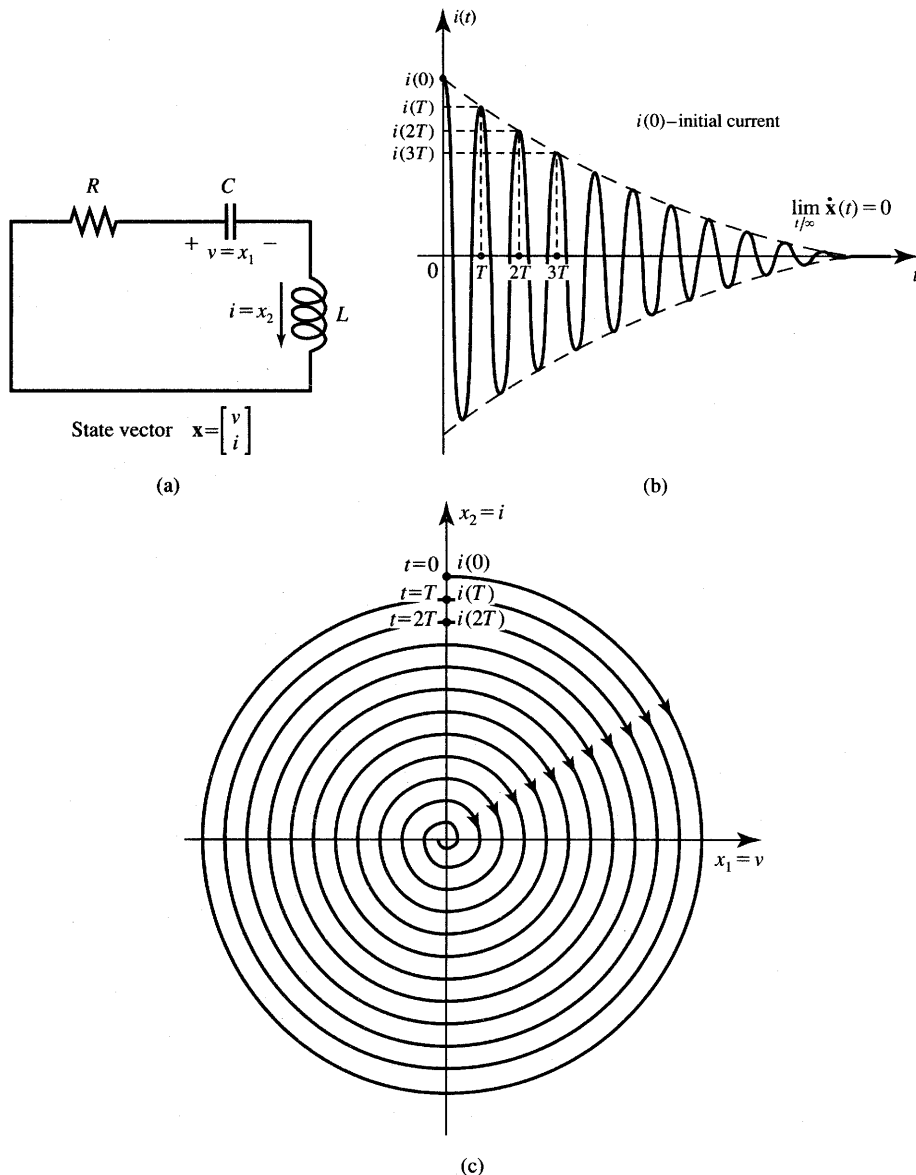 R
C
+ v = x₁ −
i = x₂
L
State vector x = [v i]
(a)
i(t)
i(0)
i(T)
i(2T)
i(3T)
i(0)–initial current
lim ẋ(t) = 0
t/∞
0
T
2T
3T
t
(b)
x₂ = i
t=0 i(0)
t=T i(T)
t=2T i(2T)
x₁ = v
(c)